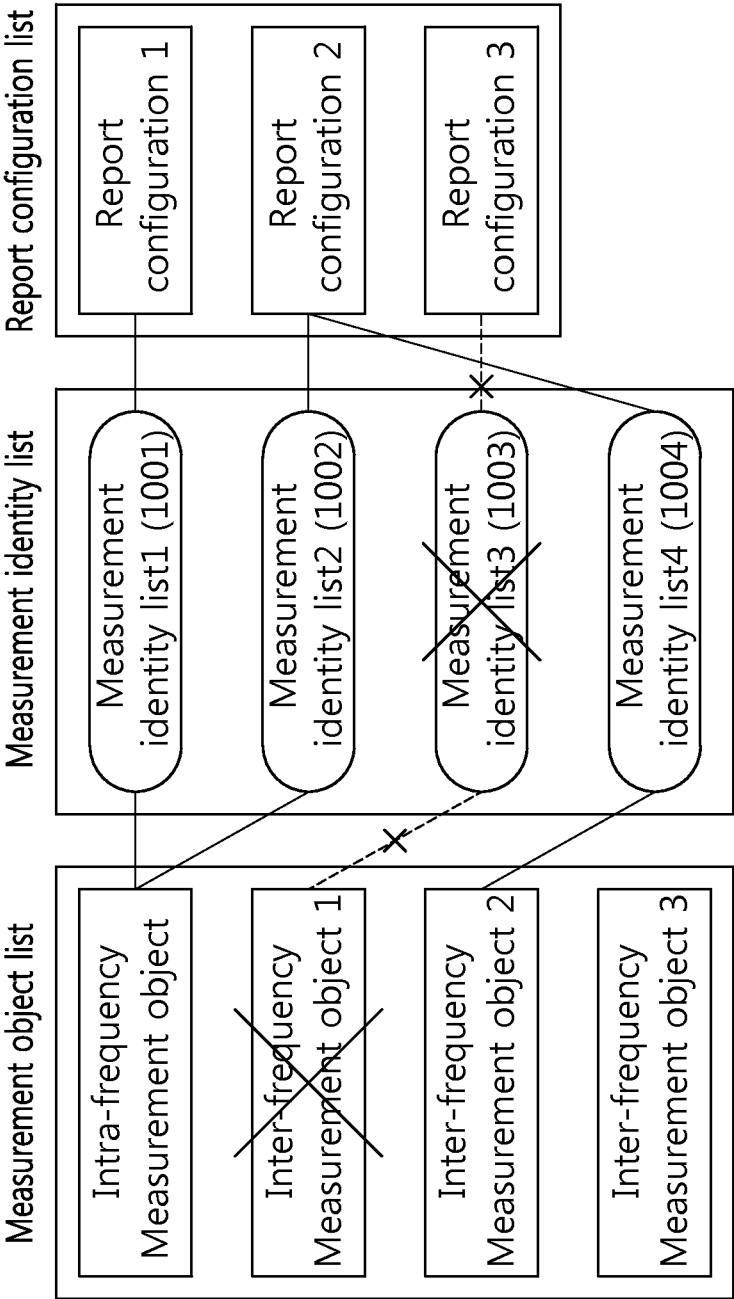 Measurement object list
Intra-frequency
Measurement object
Inter-frequency
Measurement object 1
Inter-frequency
Measurement object 2
Inter-frequency
Measurement object 3
Measurement identity list
Measurement
identity list1 (1001)
Measurement
identity list2 (1002)
Measurement
identity list3 (1003)
Measurement
identity list4 (1004)
Report configuration list
Report
configuration 1
Report
configuration 2
Report
configuration 3